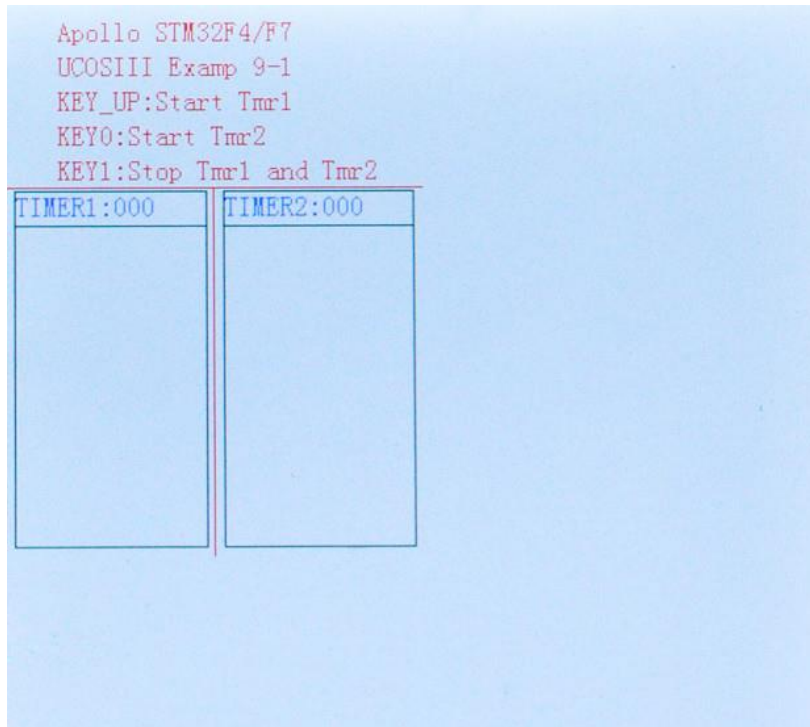 Apollo STM32F4/F7
UCOSIII Examp 9-1
KEY_UP:Start Tmr1
KEY0:Start Tmr2
KEY1:Stop Tmr1 and Tmr2
TIMER1:000
TIMER2:000